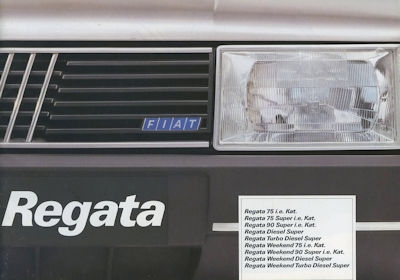 FIAT
Regata
Regata 75 i.e. Kat.
Regata 75 Super i.e. Kat.
Regata 90 Super i.e. Kat.
Regata Diesel Super
Regata Turbo Diesel Super
Regata Weekend 75 i.e. Kat.
Regata Weekend 90 Super i.e. Kat.
Regata Weekend Diesel Super
Regata Weekend Turbo Diesel Super